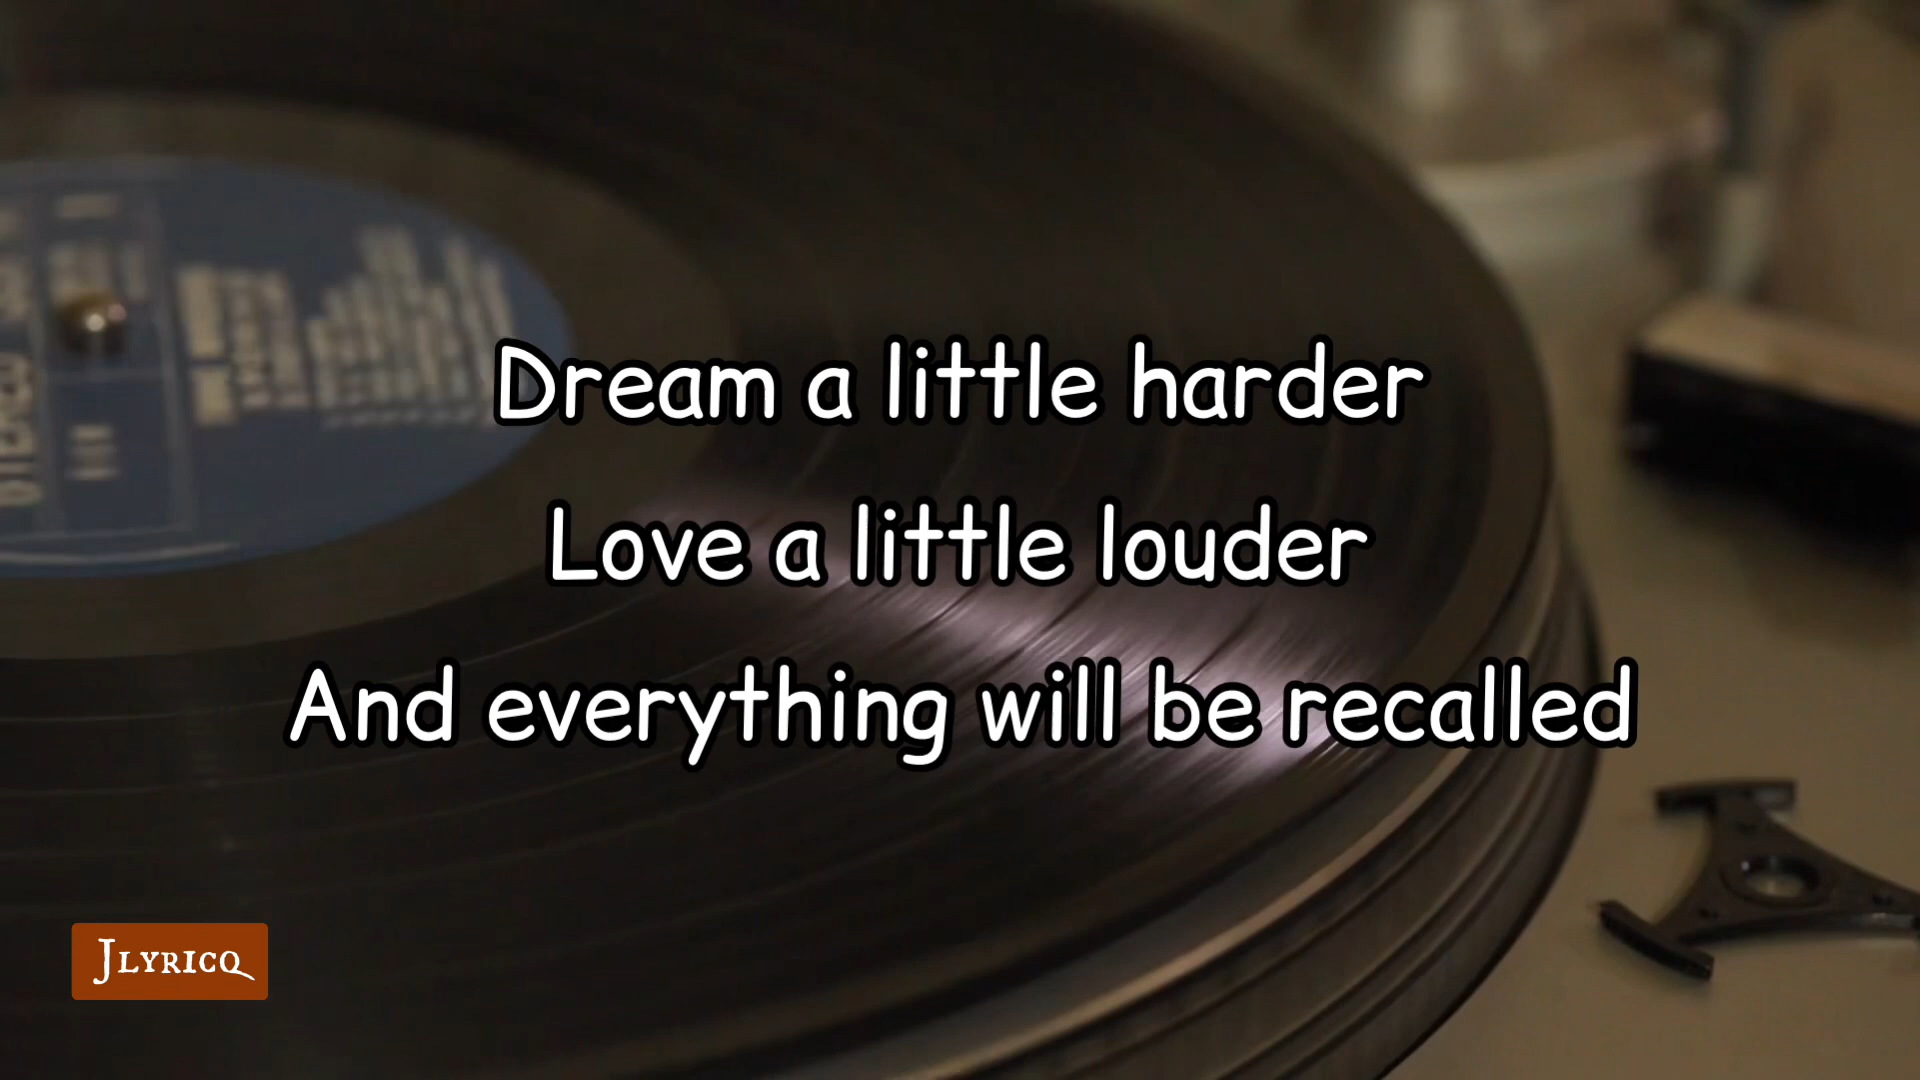 Dream a little harder
Love a little louder
And everything will be recalled
JLYRICQ